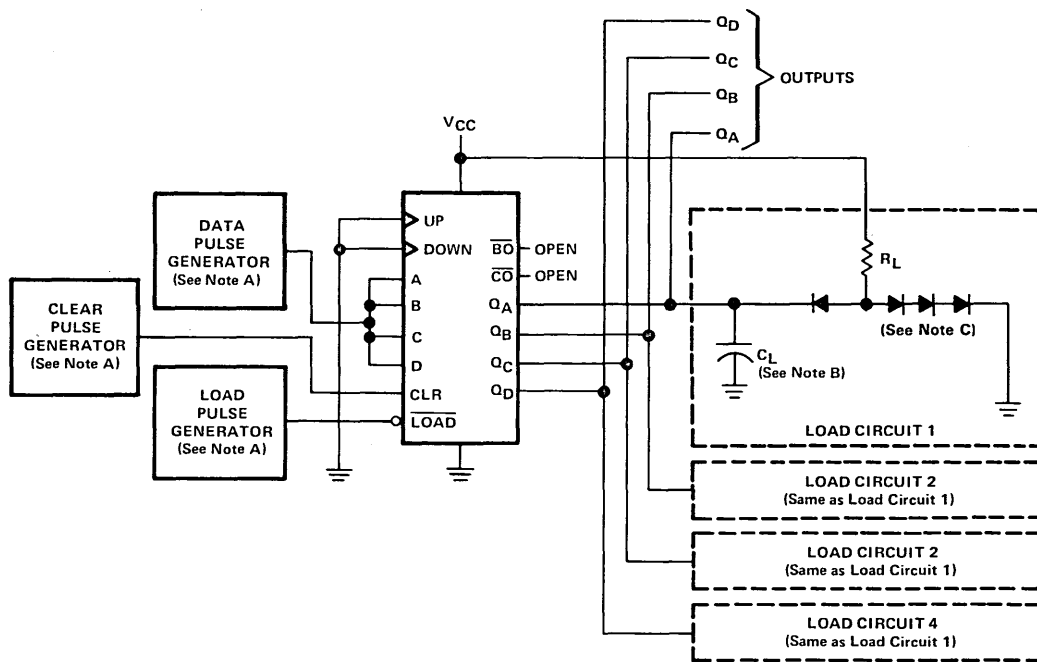 QD
QC
QB
QA
OUTPUTS
VCC
DATA
PULSE
GENERATOR
(See Note A)
CLEAR
PULSE
GENERATOR
(See Note A)
LOAD
PULSE
GENERATOR
(See Note A)
UP
DOWN
A
B
C
D
CLR
LOAD
BO
OPEN
CO
OPEN
QA
QB
QC
QD
RL
(See Note C)
CL
(See Note B)
LOAD CIRCUIT 1
LOAD CIRCUIT 2
(Same as Load Circuit 1)
LOAD CIRCUIT 2
(Same as Load Circuit 1)
LOAD CIRCUIT 4
(Same as Load Circuit 1)